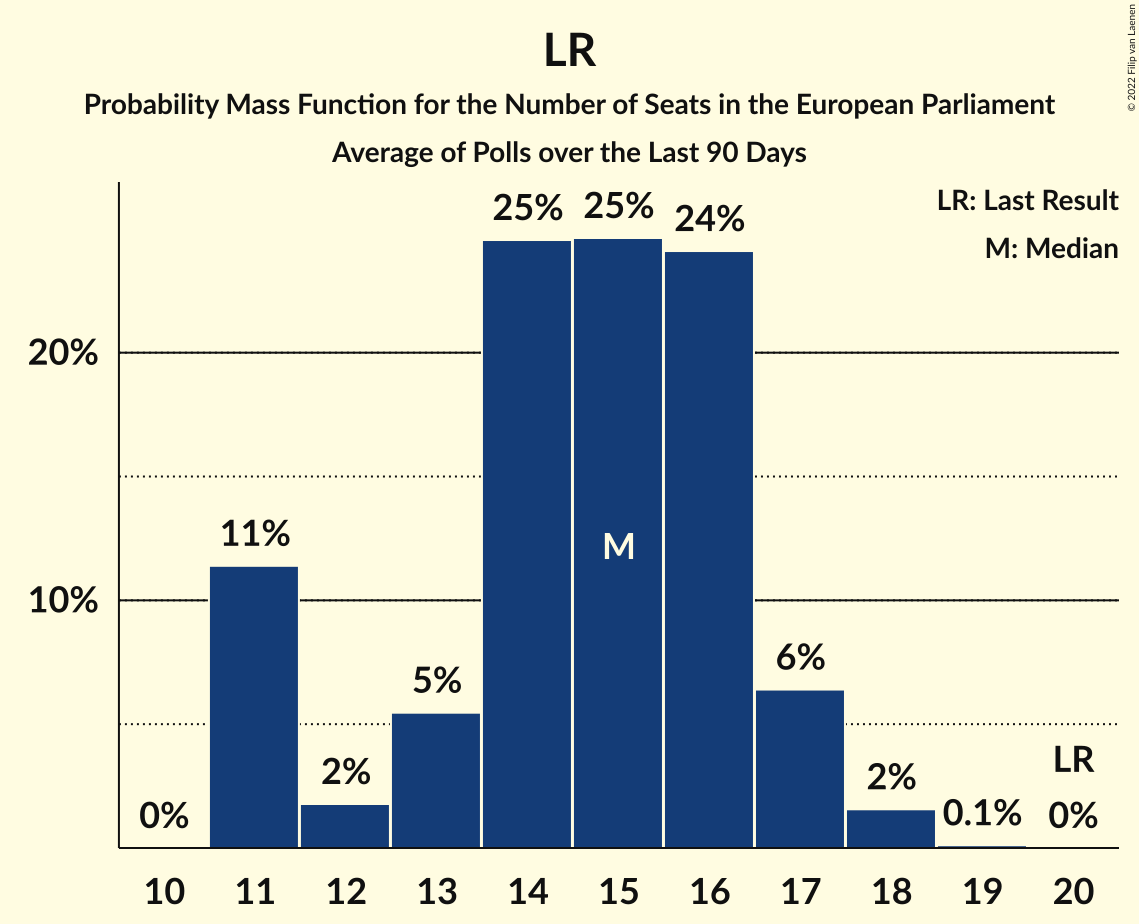 LR
Probability Mass Function for the Number of Seats in the European Parliament
Average of Polls over the Last 90 Days
© 2022 Filip van Laenen
LR: Last Result
M: Median
25%
25%
24%
20%
11%
M
10%
6%
5%
2%
2%
LR
0%
0.1%
0%
10 11 12 13 14 15 16 17 18 19 20